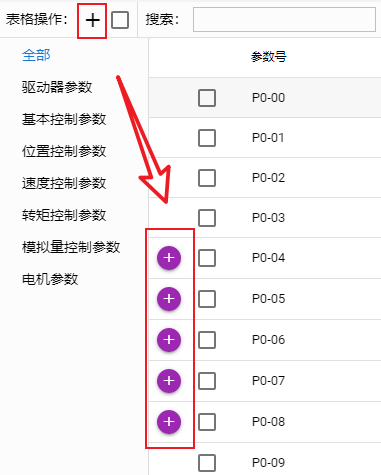 表格操作： + 搜索：
全部
驱动器参数
基本控制参数
位置控制参数
速度控制参数
转矩控制参数
模拟量控制参数
电机参数
参数号
P0-00
P0-01
P0-02
P0-03
+ P0-04
+ P0-05
+ P0-06
+ P0-07
+ P0-08
P0-09